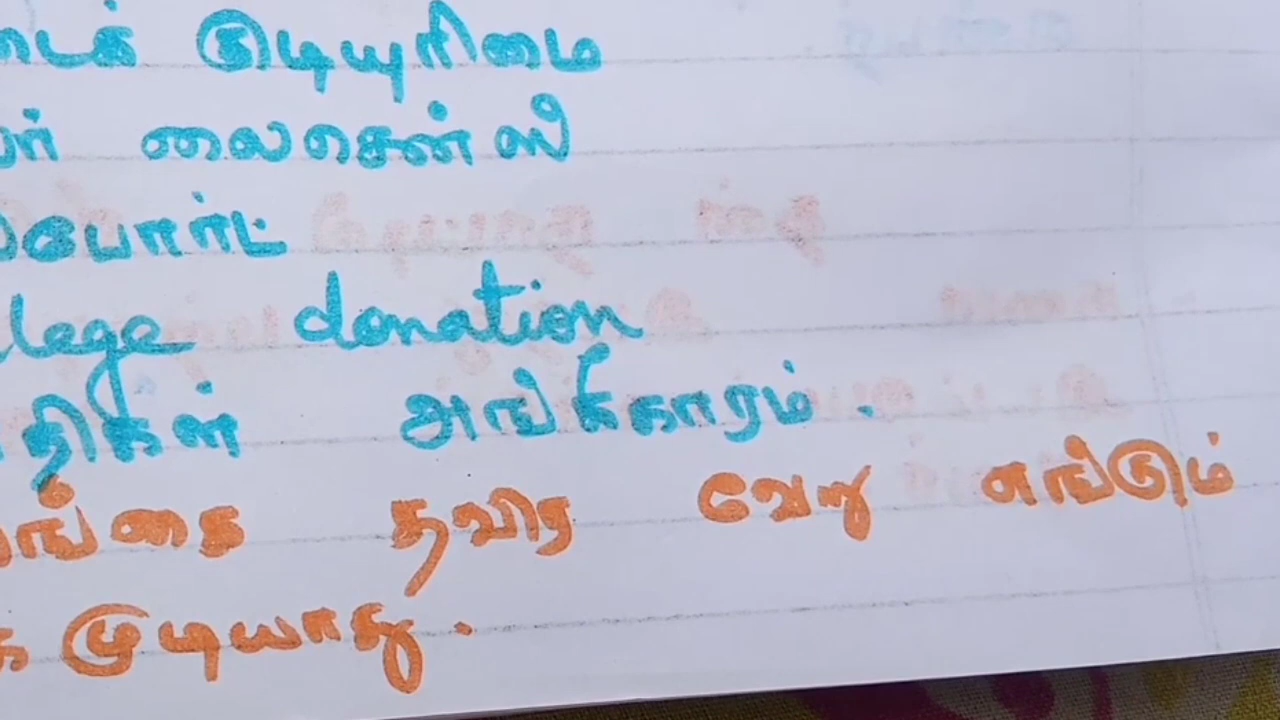 குடியுரிமை
லைசென்ஸ்
போர்ட்
lege donation
திகள் அங்கீகாரம்.
ங்கை தவிர வேறு எங்கும்
க முடியாது.